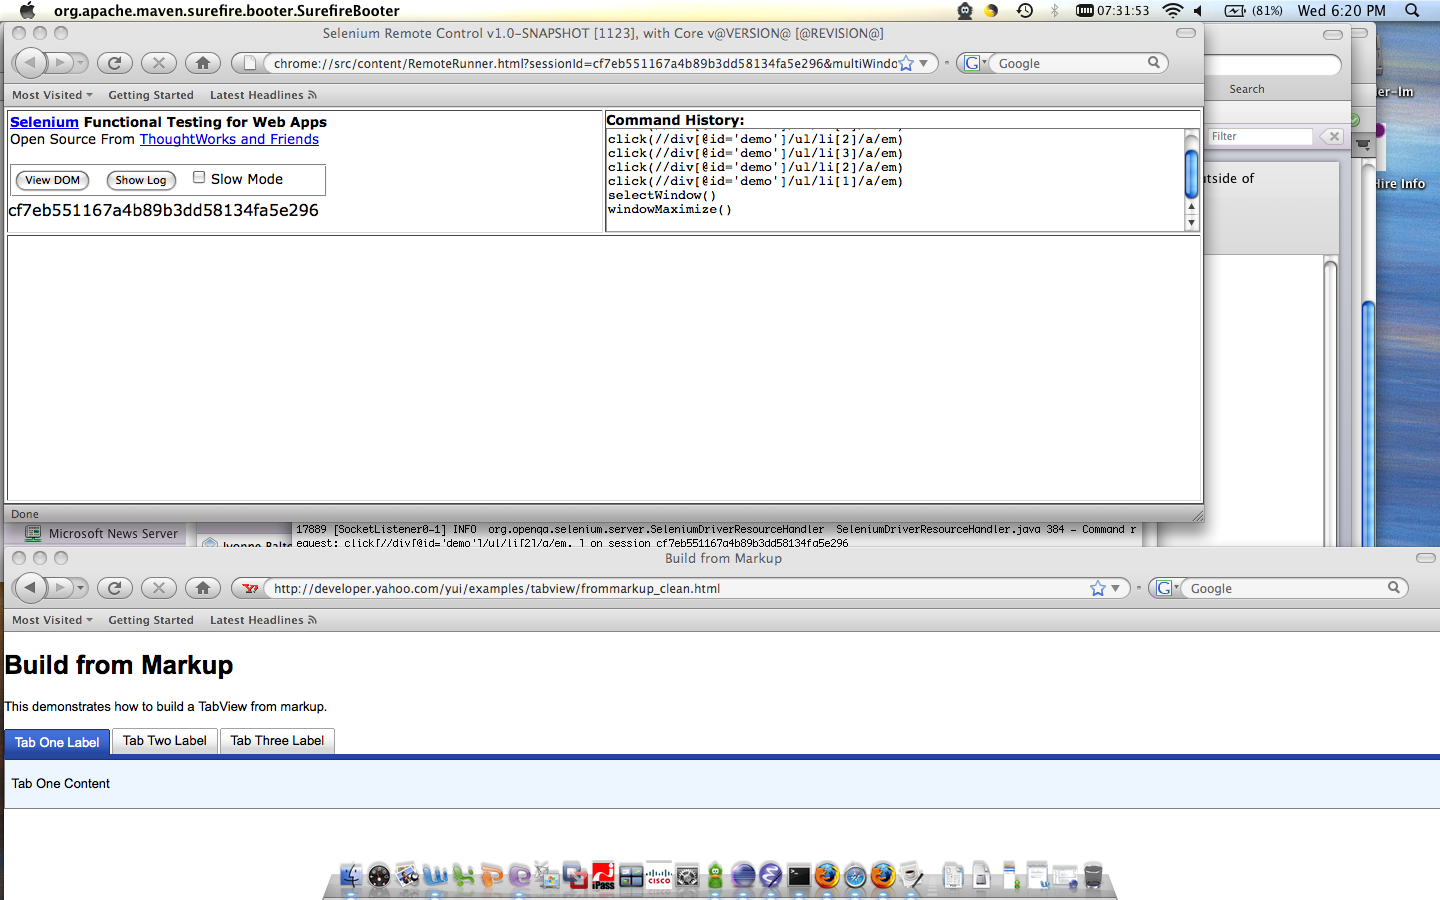 org.apache.maven.surefire.booter.SurefireBooter
07:31:53
(81%)
Wed 6:20 PM
Selenium Remote Control v1.0-SNAPSHOT [1123], with Core v@VERSION@ [@REVISION@]
chrome://src/content/RemoteRunner.html?sessionId=cf7eb551167a4b89b3dd58134fa5e296&multiWindo
Google
Most Visited
Getting Started
Latest Headlines
Search
Filter
er-Im
Hire Info
utside of
Selenium Functional Testing for Web Apps
Open Source From ThoughtWorks and Friends
View DOM
Show Log
Slow Mode
cf7eb551167a4b89b3dd58134fa5e296
Command History:
click(//div[@id='demo']/ul/li[2]/a/em)
click(//div[@id='demo']/ul/li[3]/a/em)
click(//div[@id='demo']/ul/li[2]/a/em)
click(//div[@id='demo']/ul/li[1]/a/em)
selectWindow()
windowMaximize()
Done
Microsoft News Server
17889 [SocketListener0-1] INFO org.openqa.selenium.server.SeleniumDriverResourceHandler SeleniumDriverResourceHandler.java 384 - Command r
equest: click[//div[@id='demo']/ul/li[2]/a/em, ] on session cf7eb551167a4b89b3dd58134fa5e296
Build from Markup
http://developer.yahoo.com/yui/examples/tabview/frommarkup_clean.html
Google
Most Visited
Getting Started
Latest Headlines
Build from Markup
This demonstrates how to build a TabView from markup.
Tab One Label
Tab Two Label
Tab Three Label
Tab One Content
iPass
CISCO